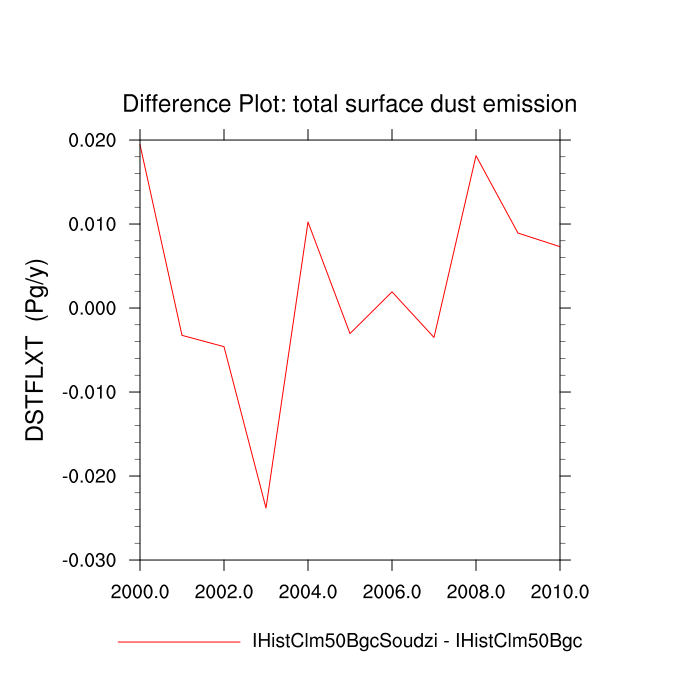 Difference Plot: total surface dust emission
DSTFLXT (Pg/y)
0.020
0.010
0.000
-0.010
-0.020
-0.030
2000.0 2002.0 2004.0 2006.0 2008.0 2010.0
IHistClm50BgcSoudzi - IHistClm50Bgc